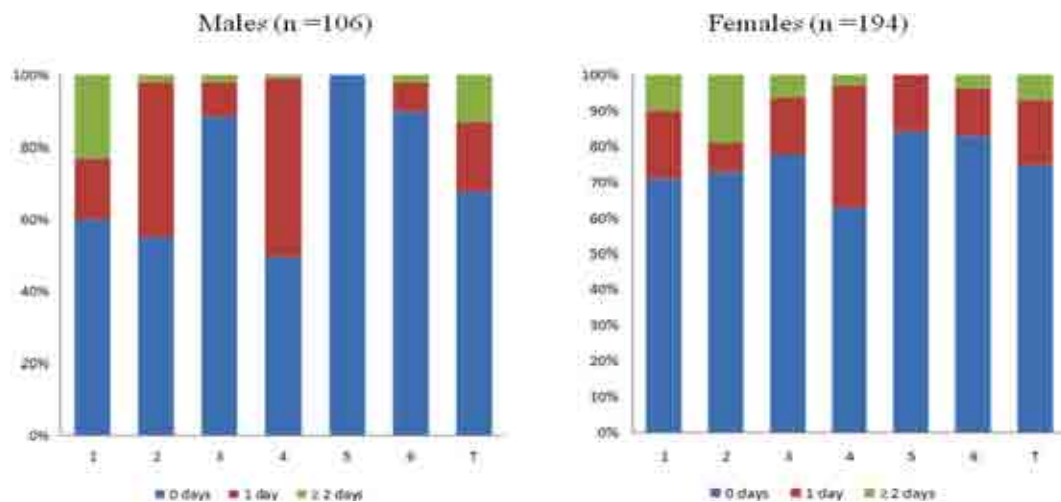 Males (n =106)
100%
80%
60%
40%
20%
0%
1 2 3 4 5 6 T
0 days 1 day ≥ 2 days
Females (n =194)
100%
90%
80%
70%
60%
50%
40%
30%
20%
10%
0%
1 2 3 4 5 6 T
0 days 1 day ≥ 2 days